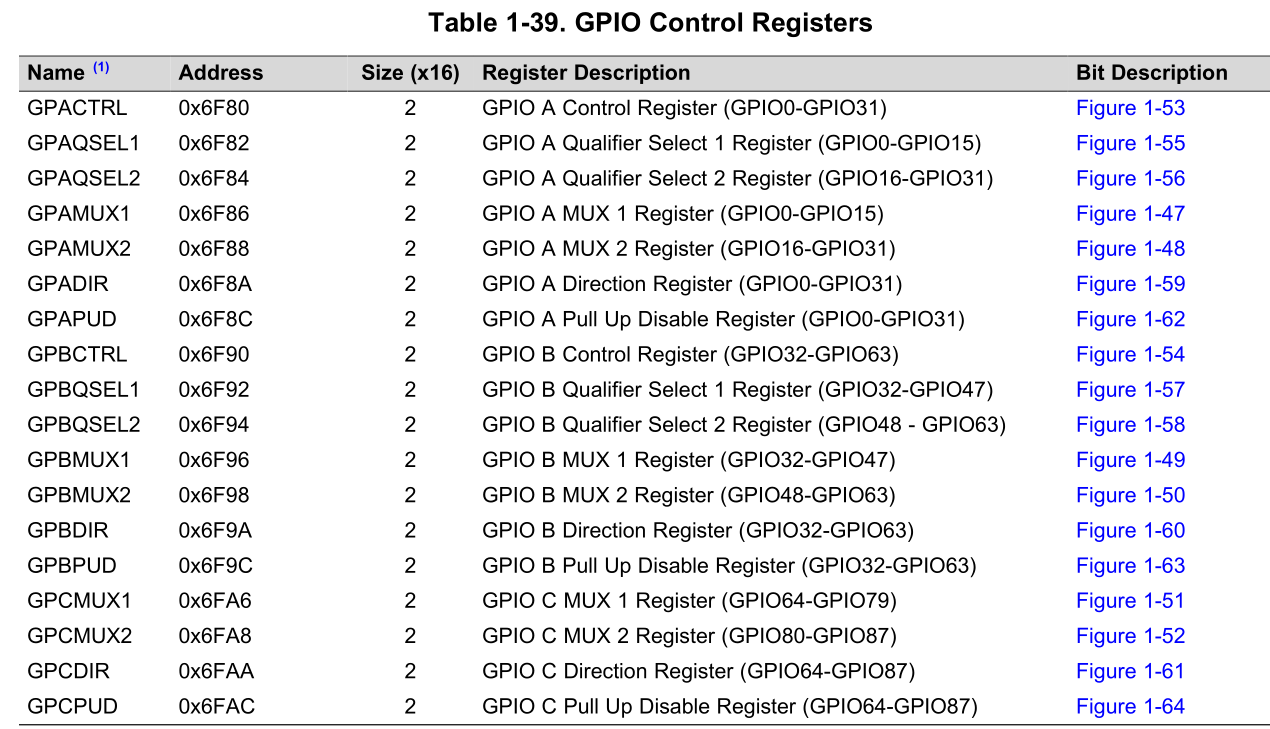 Table 1-39. GPIO Control Registers
Name (1) Address Size (x16) Register Description Bit Description
GPACTRL 0x6F80 2 GPIO A Control Register (GPIO0-GPIO31) Figure 1-53
GPAQSEL1 0x6F82 2 GPIO A Qualifier Select 1 Register (GPIO0-GPIO15) Figure 1-55
GPAQSEL2 0x6F84 2 GPIO A Qualifier Select 2 Register (GPIO16-GPIO31) Figure 1-56
GPAMUX1 0x6F86 2 GPIO A MUX 1 Register (GPIO0-GPIO15) Figure 1-47
GPAMUX2 0x6F88 2 GPIO A MUX 2 Register (GPIO16-GPIO31) Figure 1-48
GPADIR 0x6F8A 2 GPIO A Direction Register (GPIO0-GPIO31) Figure 1-59
GPAPUD 0x6F8C 2 GPIO A Pull Up Disable Register (GPIO0-GPIO31) Figure 1-62
GPBCTRL 0x6F90 2 GPIO B Control Register (GPIO32-GPIO63) Figure 1-54
GPBQSEL1 0x6F92 2 GPIO B Qualifier Select 1 Register (GPIO32-GPIO47) Figure 1-57
GPBQSEL2 0x6F94 2 GPIO B Qualifier Select 2 Register (GPIO48 - GPIO63) Figure 1-58
GPBMUX1 0x6F96 2 GPIO B MUX 1 Register (GPIO32-GPIO47) Figure 1-49
GPBMUX2 0x6F98 2 GPIO B MUX 2 Register (GPIO48-GPIO63) Figure 1-50
GPBDIR 0x6F9A 2 GPIO B Direction Register (GPIO32-GPIO63) Figure 1-60
GPBPUD 0x6F9C 2 GPIO B Pull Up Disable Register (GPIO32-GPIO63) Figure 1-63
GPCMUX1 0x6FA6 2 GPIO C MUX 1 Register (GPIO64-GPIO79) Figure 1-51
GPCMUX2 0x6FA8 2 GPIO C MUX 2 Register (GPIO80-GPIO87) Figure 1-52
GPCDIR 0x6FAA 2 GPIO C Direction Register (GPIO64-GPIO87) Figure 1-61
GPCPUD 0x6FAC 2 GPIO C Pull Up Disable Register (GPIO64-GPIO87) Figure 1-64